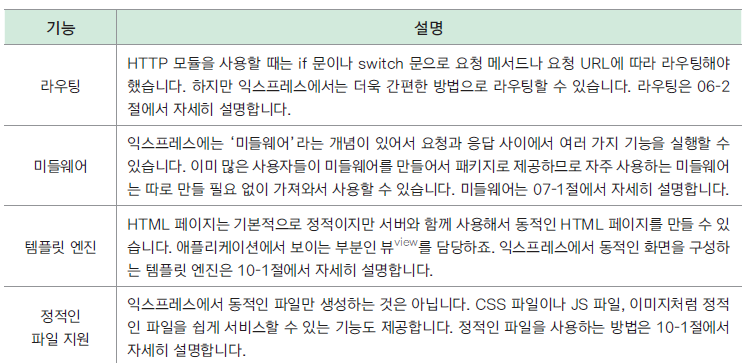 기능
설명
라우팅
HTTP 모듈을 사용할 때는 if 문이나 switch 문으로 요청 메서드나 요청 URL에 따라 라우팅해야
했습니다. 하지만 익스프레스에서는 더욱 간편한 방법으로 라우팅할 수 있습니다. 라우팅은 06-2
절에서 자세히 설명합니다.
미들웨어
익스프레스에는 ‘미들웨어’라는 개념이 있어서 요청과 응답 사이에서 여러 가지 기능을 실행할 수
있습니다. 이미 많은 사용자들이 미들웨어를 만들어서 패키지로 제공하므로 자주 사용하는 미들웨어
는 따로 만들 필요 없이 가져와서 사용할 수 있습니다. 미들웨어는 07-1절에서 자세히 설명합니다.
템플릿 엔진
HTML 페이지는 기본적으로 정적이지만 서버와 함께 사용해서 동적인 HTML 페이지를 만들 수 있
습니다. 애플리케이션에서 보이는 부분인 뷰view를 담당하죠. 익스프레스에서 동적인 화면을 구성하
는 템플릿 엔진은 10-1절에서 자세히 설명합니다.
정적인
파일 지원
익스프레스에서 동적인 파일만 생성하는 것은 아닙니다. CSS 파일이나 JS 파일, 이미지처럼 정적
인 파일을 쉽게 서비스할 수 있는 기능도 제공합니다. 정적인 파일을 사용하는 방법은 10-1절에서
자세히 설명합니다.